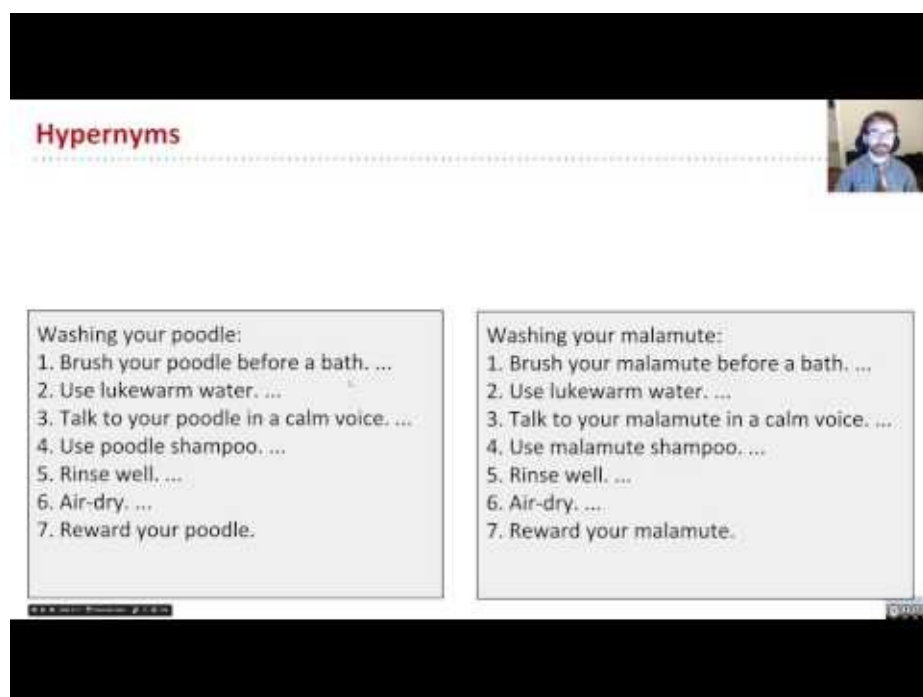 Hypernyms
Washing your poodle:
1. Brush your poodle before a bath. ...
2. Use lukewarm water. ...
3. Talk to your poodle in a calm voice. ...
4. Use poodle shampoo. ...
5. Rinse well. ...
6. Air-dry. ...
7. Reward your poodle.
Washing your malamute:
1. Brush your malamute before a bath. ...
2. Use lukewarm water. ...
3. Talk to your malamute in a calm voice. ...
4. Use malamute shampoo. ...
5. Rinse well. ...
6. Air-dry. ...
7. Reward your malamute.